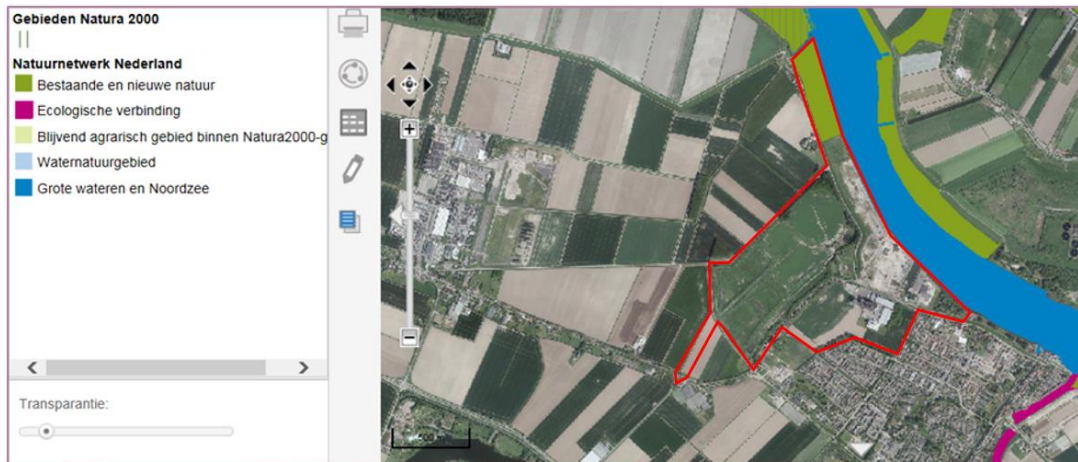 Gebieden Natura 2000
Natuurnetwerk Nederland
Bestaande en nieuwe natuur
Ecologische verbinding
Blijvend agrarisch gebied binnen Natura2000-g
Waternatuurgebied
Grote wateren en Noordzee
Transparantie: